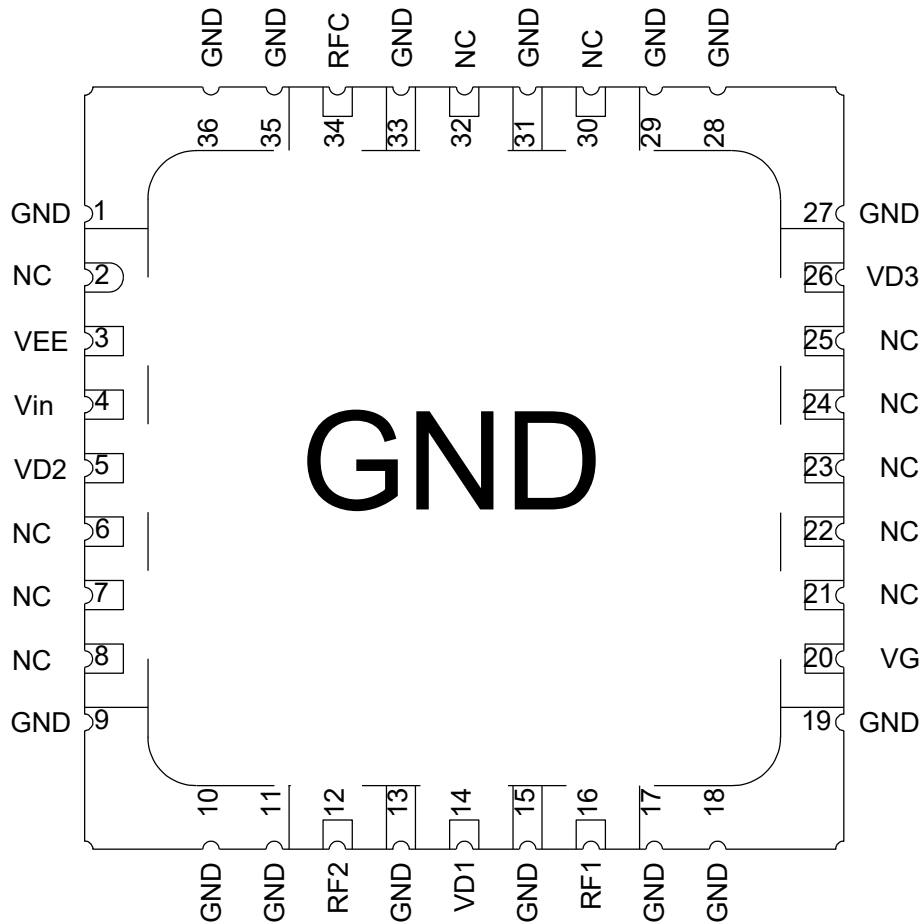 GND GND RFC GND NC GND NC GND GND
36 35 34 33 32 31 30 29 28
GND 1 27 GND
NC 2 26 VD3
VEE 3 25 NC
Vin 4 24 NC
VD2 5 23 NC
GND
NC 6 22 NC
NC 7 21 NC
NC 8 20 VG
GND 9 19 GND
10 11 12 13 14 15 16 17 18
GND GND RF2 GND VD1 GND RF1 GND GND